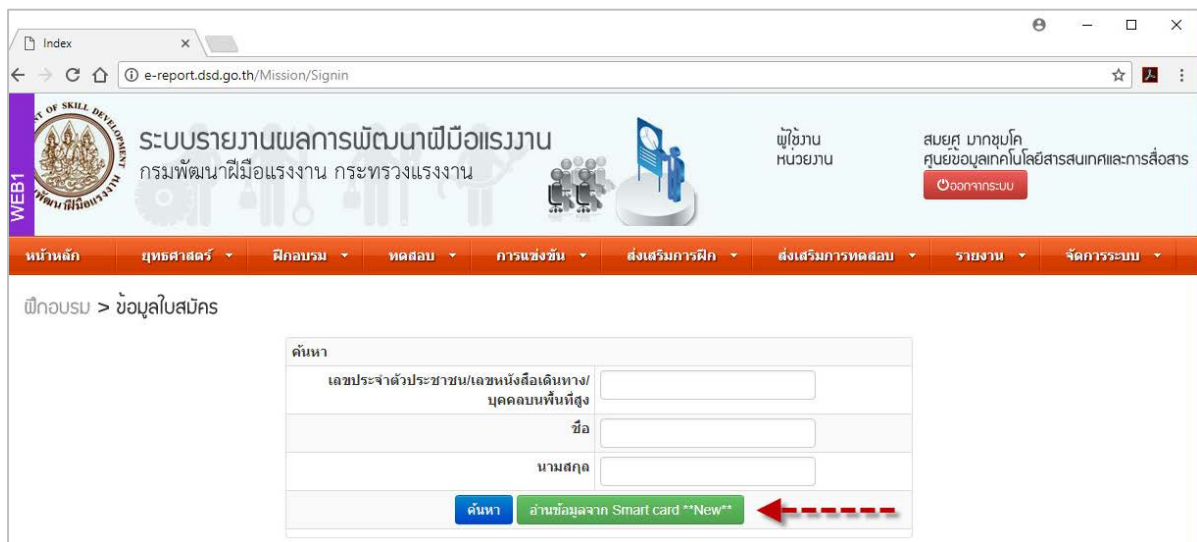 Index
e-report.dsd.go.th/Mission/Signin
WEB1
ระบบรายงานผลการพัฒนาฝีมือแรงงาน
กรมพัฒนาฝีมือแรงงาน กระทรวงแรงงาน
ผู้ใช้งาน สมยศ มากชุมโค
หน่วยงาน ศูนย์ข้อมูลเทคโนโลยีสารสนเทศและการสื่อสาร
ออกจากระบบ
หน้าหลัก ยุทธศาสตร์ ฝึกอบรม ทดสอบ การแข่งขัน ส่งเสริมการฝึก ส่งเสริมการทดสอบ รายงาน จัดการระบบ
ฝึกอบรม > ข้อมูลใบสมัคร
ค้นหา
เลขประจำตัวประชาชน/เลขหนังสือเดินทาง/
บุคคลบนพื้นที่สูง
ชื่อ
นามสกุล
ค้นหา อ่านข้อมูลจาก Smart card **New**